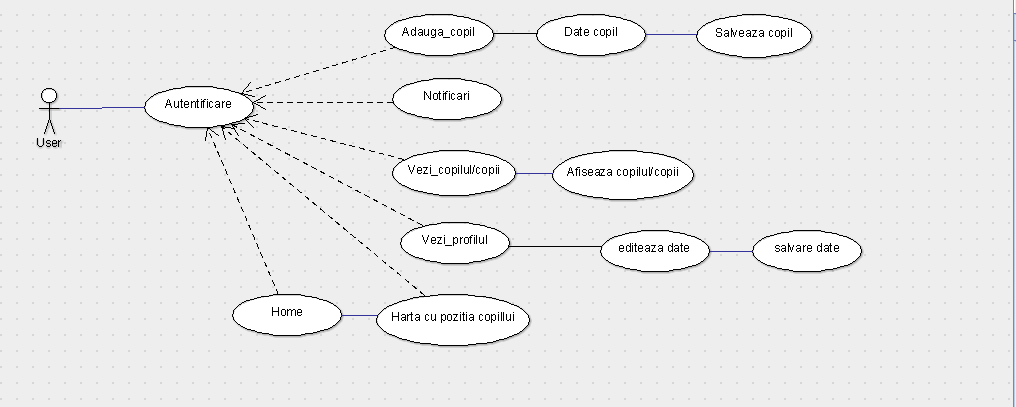 Adauga_copil
Date copil
Salveaza copil
Autentificare
Notificari
User
Vezi_copilul/copii
Afiseaza copilul/copii
Vezi_profilul
editeaza date
salvare date
Home
Harta cu pozitia copillui